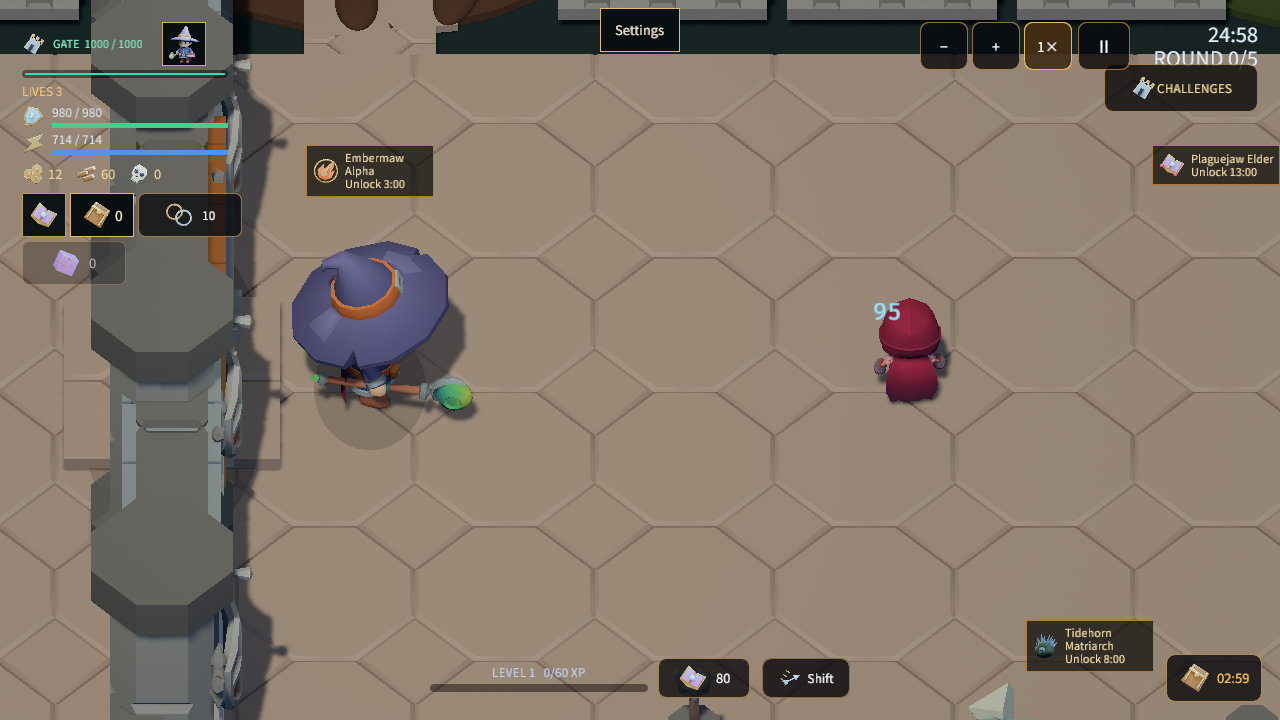 Settings
GATE 1000 / 1000
- + 1×
24:58
ROUND 0/5
CHALLENGES
LIVES 3
980 / 980
714 / 714
12 60 0
0 10
0
Embermaw
Alpha
Unlock 3:00
Plaguejaw Elder
Unlock 13:00
95
Tidehorn
Matriarch
Unlock 8:00
LEVEL 1 0/60 XP
80
Shift
02:59